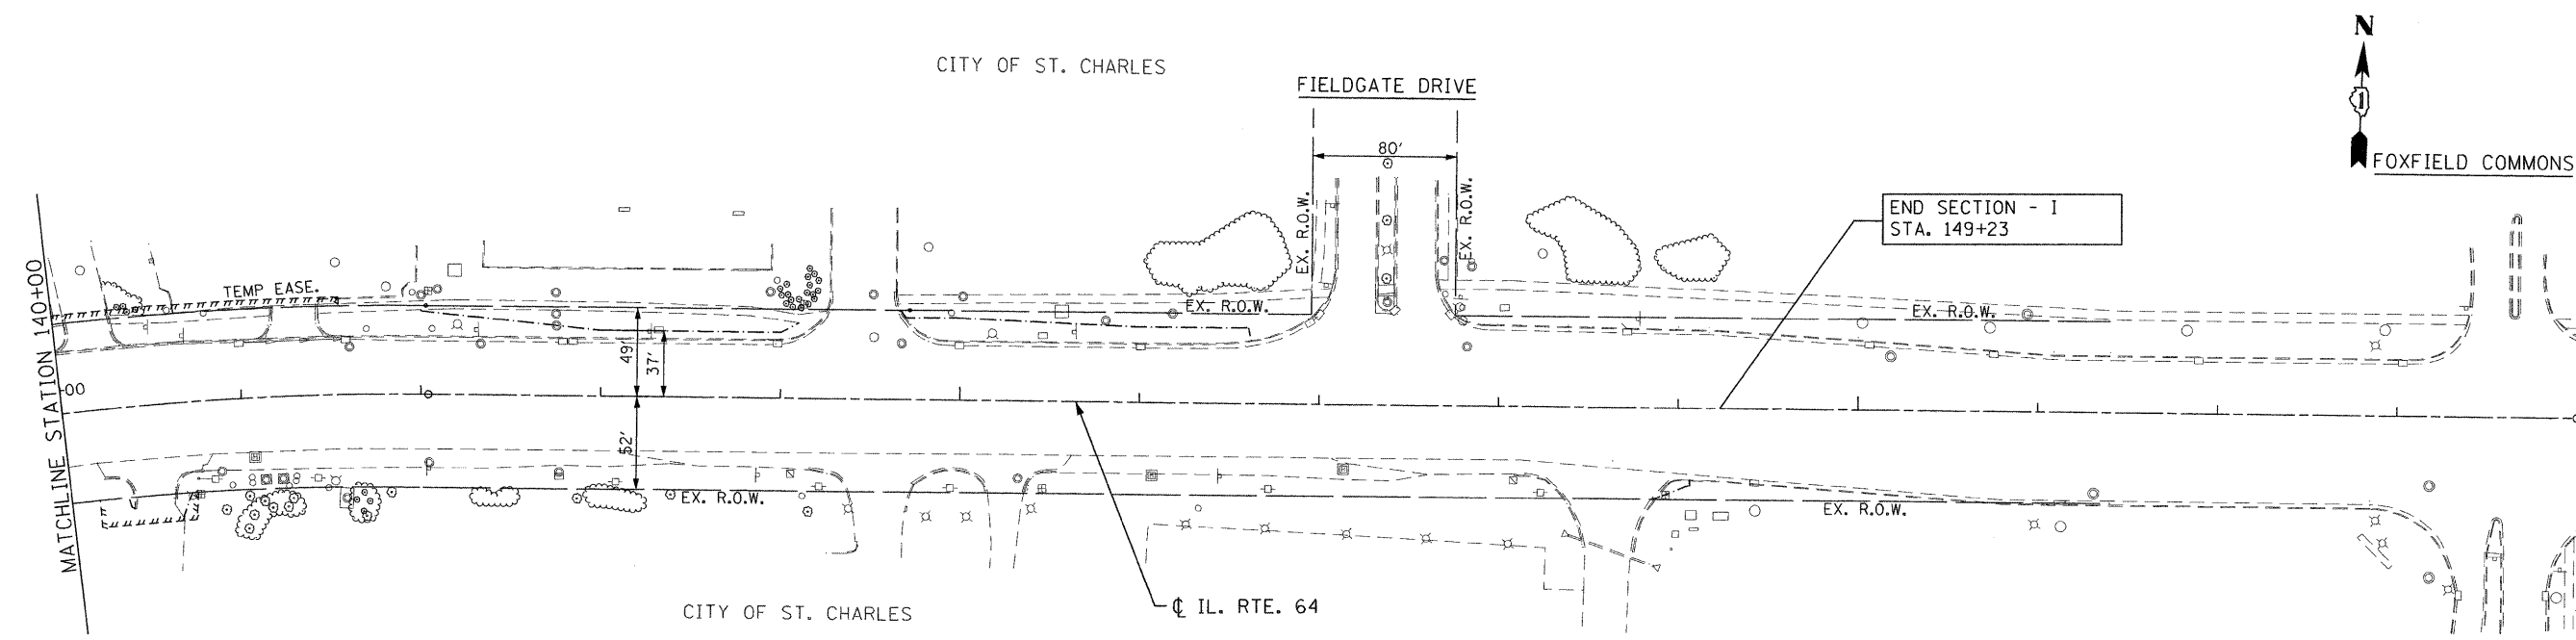 N
CITY OF ST. CHARLES
FIELDGATE DRIVE
80'
FOXFIELD COMMONS
EX. R.O.W.
EX. R.O.W.
END SECTION - I
STA. 149+23
TEMP EASE.
EX. R.O.W.
EX. R.O.W.
49'
37'
MATCHLINE STATION 140+00
00
52'
EX. R.O.W.
EX. R.O.W.
CITY OF ST. CHARLES
℄ IL. RTE. 64